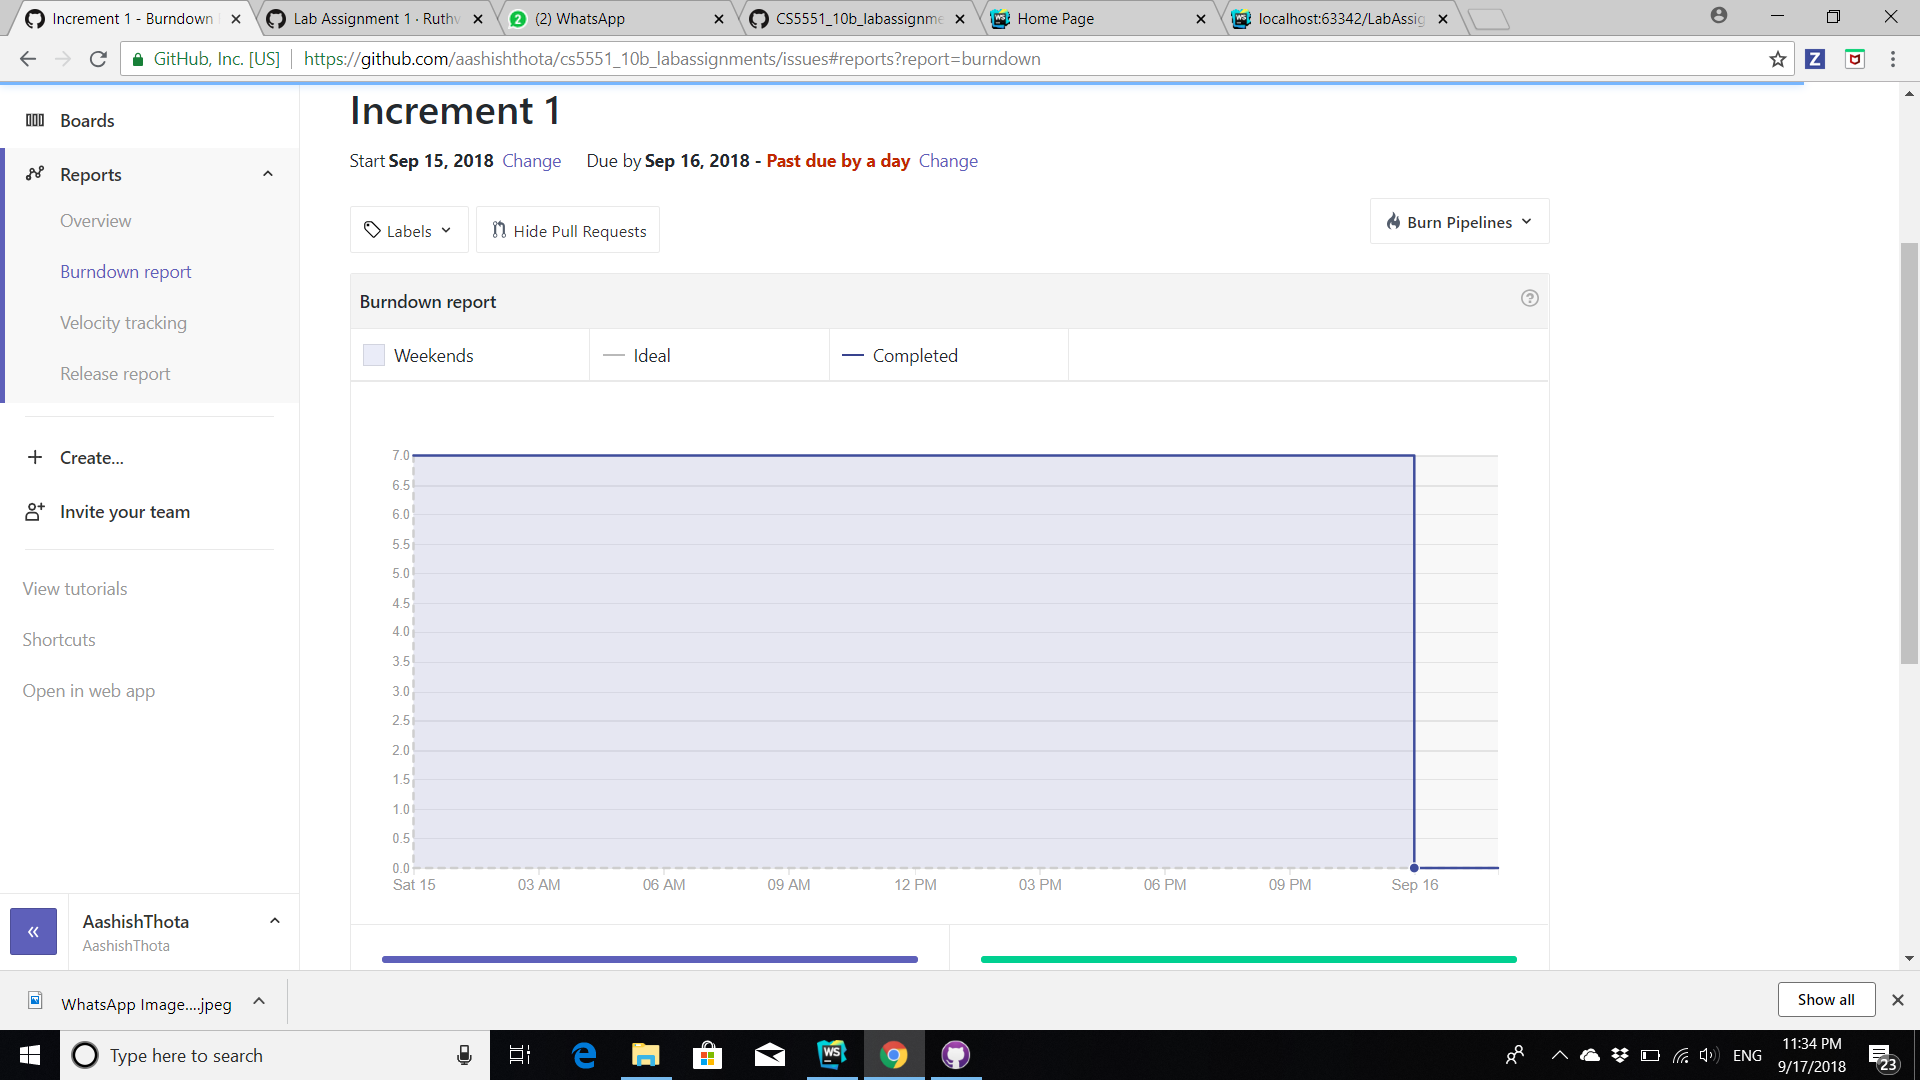 Increment 1 - Burndown
Lab Assignment 1 · Ruthv
2
(2) WhatsApp
CS5551_10b_labassignme
WS
Home Page
WS
localhost:63342/LabAssig
GitHub, Inc. [US]
https://github.com/aashishthota/cs5551_10b_labassignments/issues#reports?report=burndown
Z
Boards
Reports
Overview
Burndown report
Velocity tracking
Release report
Create...
Invite your team
View tutorials
Shortcuts
Open in web app
«
AashishThota
AashishThota
Increment 1
Start Sep 15, 2018 Change Due by Sep 16, 2018 - Past due by a day Change
Labels
Hide Pull Requests
Burn Pipelines
Burndown report
?
Weekends
Ideal
Completed
7.0
6.5
6.0
5.5
5.0
4.5
4.0
3.5
3.0
2.5
2.0
1.5
1.0
0.5
0.0
Sat 15 03 AM 06 AM 09 AM 12 PM 03 PM 06 PM 09 PM Sep 16
WhatsApp Image....jpeg
Show all
Type here to search
WS
ENG
11:34 PM
9/17/2018
23